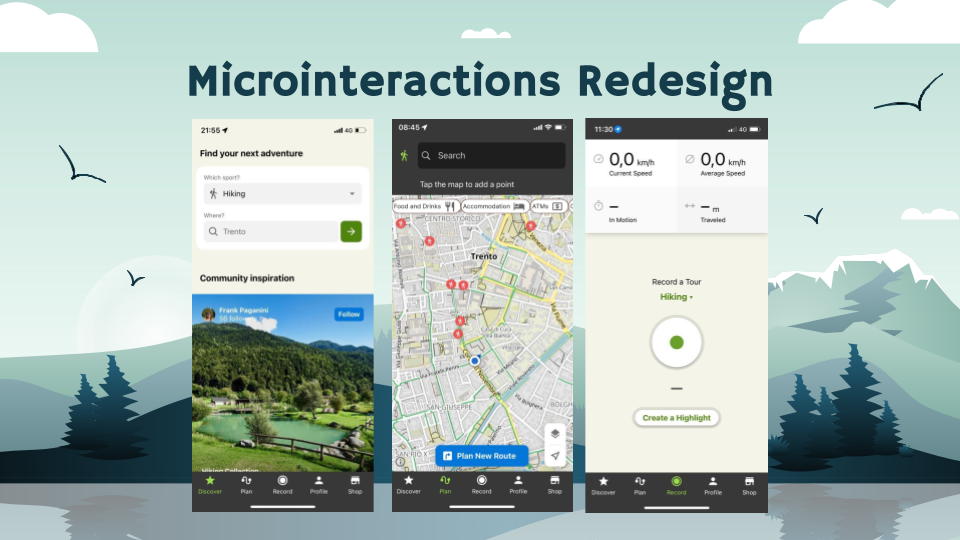 Microinteractions Redesign
21:55
4G
Find your next adventure
Which sport?
Hiking
Where?
Trento
Community inspiration
Frank Paganini
Follow
Hiking Collection
Discover Plan Record Profile Shop
08:45
Search
Tap the map to add a point
Food and Drinks Accommodation ATMs
CENTRO STORICO
Trento
SAN GIUSEPPE
Plan New Route
Discover Plan Record Profile Shop
11:30
4G
0,0 km/h
Current Speed
0,0 km/h
Average Speed
–
In Motion
– m
Traveled
Record a Tour
Hiking
–
Create a Highlight
Discover Plan Record Profile Shop